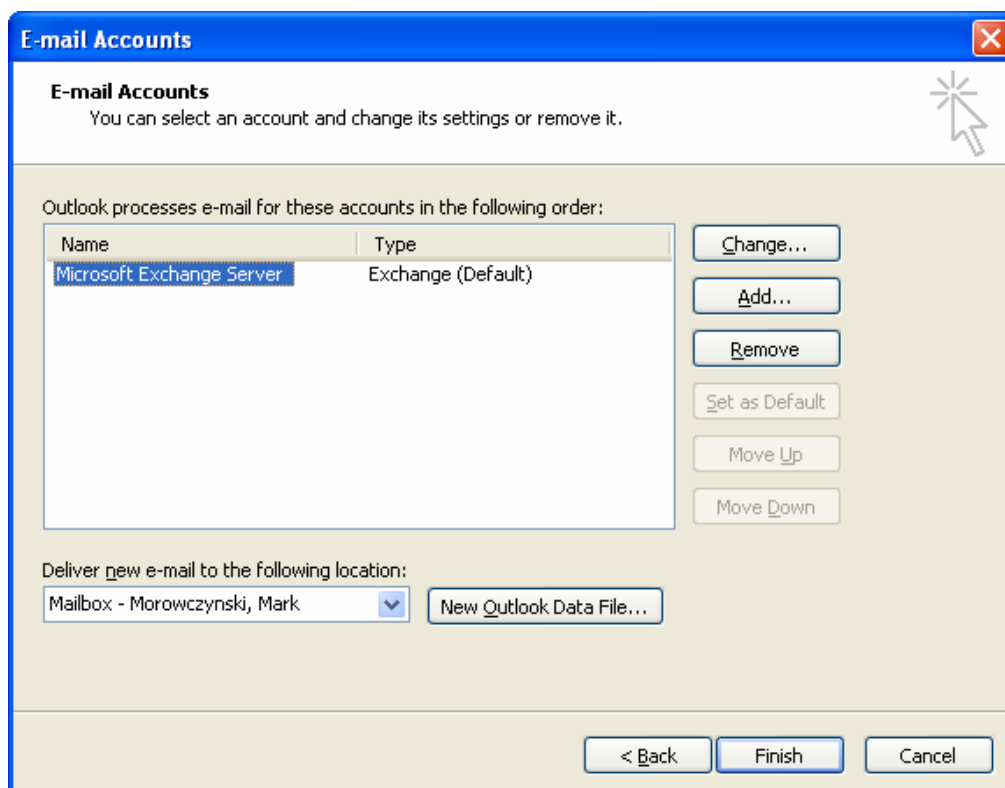 E-mail Accounts
E-mail Accounts
You can select an account and change its settings or remove it.
Outlook processes e-mail for these accounts in the following order:
Name Type
Microsoft Exchange Server Exchange (Default)
Change...
Add...
Remove
Set as Default
Move Up
Move Down
Deliver new e-mail to the following location:
Mailbox - Morowczynski, Mark New Outlook Data File...
< Back Finish Cancel